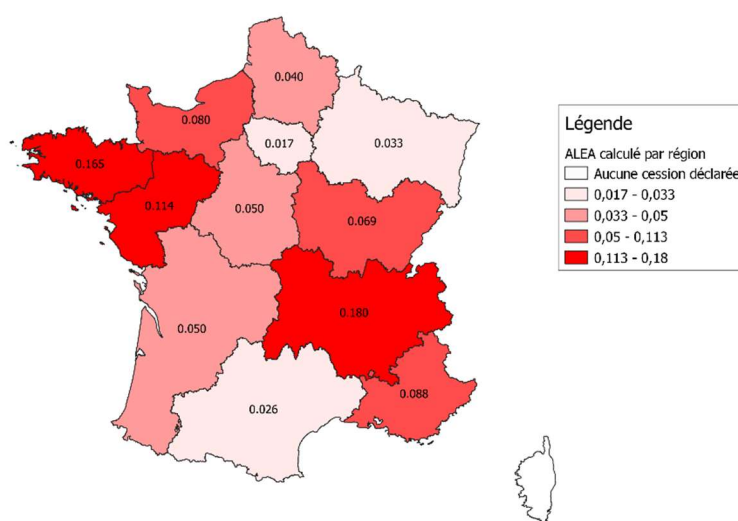 0.040
0.080
0.017
0.033
0.165
0.114
0.050
0.069
0.050
0.180
0.088
0.026
Légende
ALEA calculé par région
Aucune cession déclarée
0,017 - 0,033
0,033 - 0,05
0,05 - 0,113
0,113 - 0,18